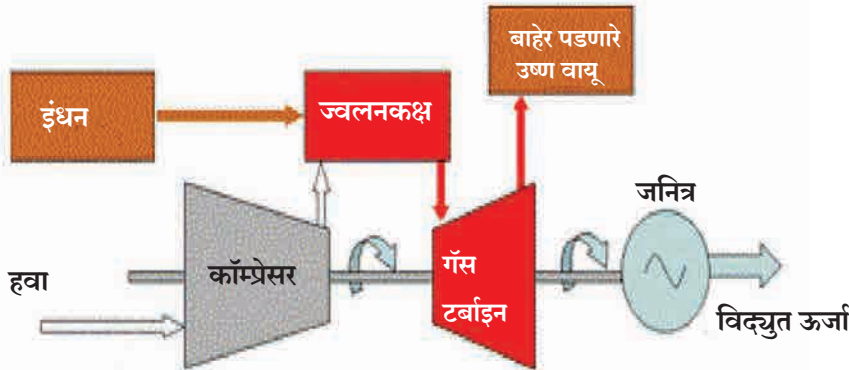 बाहेर पडणारे
उष्ण वायू
इंधन
ज्वलनकक्ष
जनित्र
हवा
कॉम्प्रेसर
गॅस
टर्बाइन
विद्युत ऊर्जा